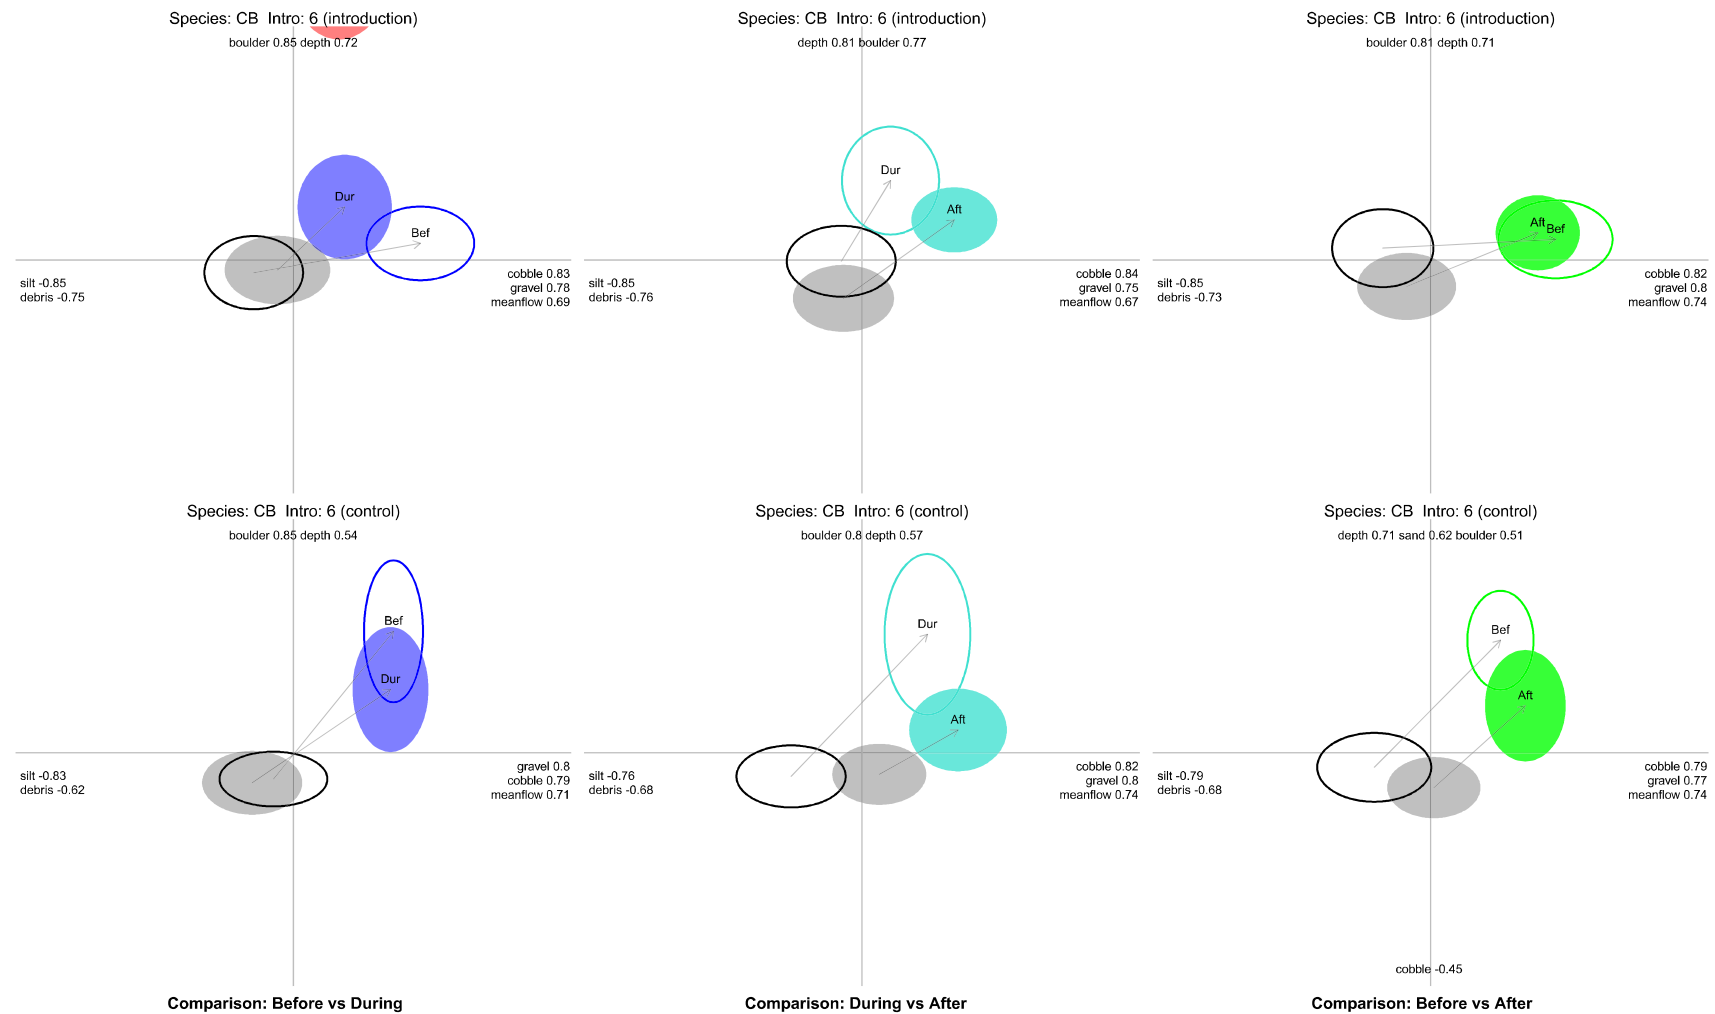 Species: CB  Intro: 6 (introduction)
boulder 0.85 depth 0.72
Dur
Bef
silt -0.85
debris -0.75
cobble 0.83
gravel 0.78
meanflow 0.69
Species: CB  Intro: 6 (introduction)
depth 0.81 boulder 0.77
Dur
Aft
silt -0.85
debris -0.76
cobble 0.84
gravel 0.75
meanflow 0.67
Species: CB  Intro: 6 (introduction)
boulder 0.81 depth 0.71
Aft
Bef
silt -0.85
debris -0.73
cobble 0.82
gravel 0.8
meanflow 0.74
Species: CB  Intro: 6 (control)
boulder 0.85 depth 0.54
Bef
Dur
silt -0.83
debris -0.62
gravel 0.8
cobble 0.79
meanflow 0.71
Comparison: Before vs During
Species: CB  Intro: 6 (control)
boulder 0.8 depth 0.57
Dur
Aft
silt -0.76
debris -0.68
cobble 0.82
gravel 0.8
meanflow 0.74
Comparison: During vs After
Species: CB  Intro: 6 (control)
depth 0.71 sand 0.62 boulder 0.51
Bef
Aft
silt -0.79
debris -0.68
cobble 0.79
gravel 0.77
meanflow 0.74
cobble -0.45
Comparison: Before vs After